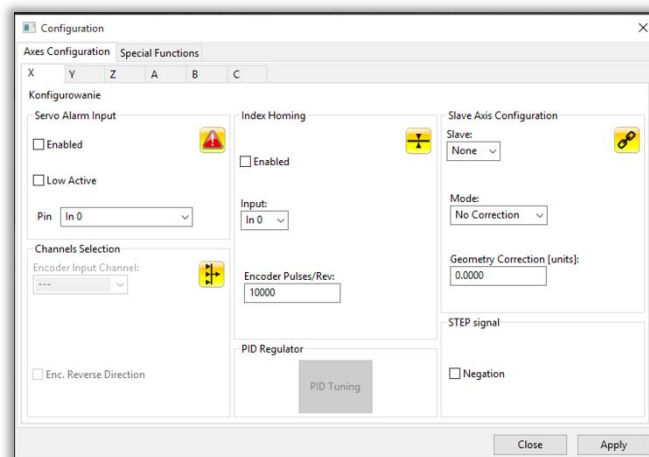 Configuration
Axes Configuration
Special Functions
X
Y
Z
A
B
C
Konfigurowanie
Servo Alarm Input
Enabled
Low Active
Pin
In 0
Channels Selection
Encoder Input Channel:
---
Enc. Reverse Direction
Index Homing
Enabled
Input:
In 0
Encoder Pulses/Rev:
10000
PID Regulator
PID Tuning
Slave Axis Configuration
Slave:
None
Mode:
No Correction
Geometry Correction [units]:
0.0000
STEP signal
Negation
Close
Apply